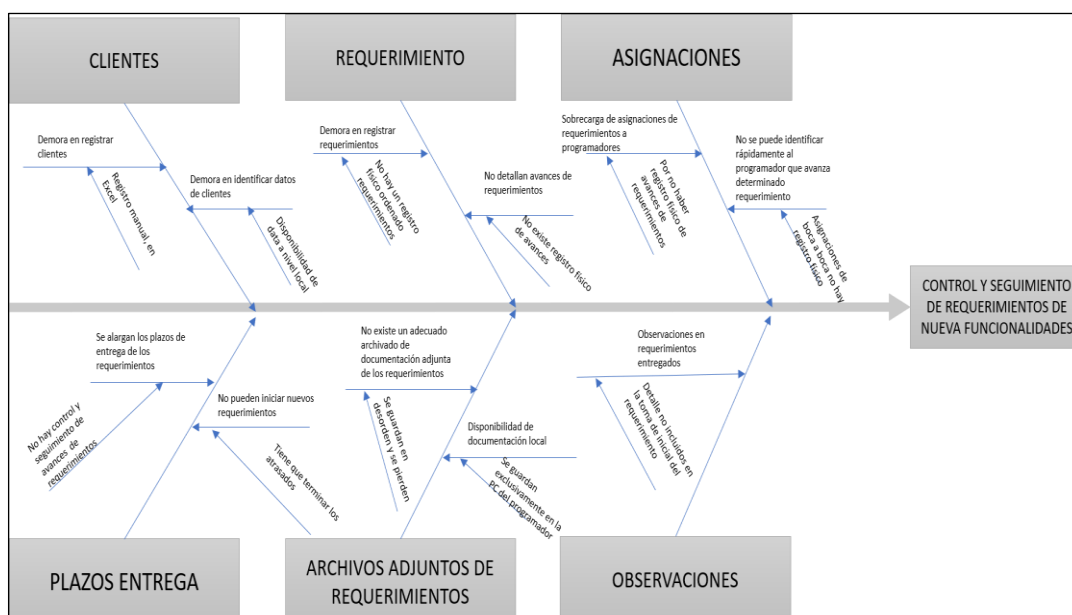 CLIENTES
REQUERIMIENTO
ASIGNACIONES
Demora en registrar
clientes
Registro manual, en
Excel
Demora en identificar datos
de clientes
Disponibilidad de
data a nivel local
Demora en registrar
requerimientos
No hay un registro
físico ordenado
requerimientos
No detallan avances de
requerimientos
No existe registro físico
de avances
Sobrecarga de asignaciones de
requerimientos a
programadores
Por no haber
registro físico de
avances de
requerimientos
No se puede identificar
rápidamente al
programador que avanza
determinado
requerimiento
Asignaciones de
boca a boca no hay
registro físico
CONTROL Y SEGUIMIENTO
DE REQUERIMIENTOS DE
NUEVA FUNCIONALIDADES
Se alargan los plazos de
entrega de los
requerimientos
No hay control y
seguimiento de
avances de
requerimientos
No pueden iniciar nuevos
requerimientos
Tiene que terminar los
atrasados
No existe un adecuado
archivado de
documentación adjunta
de los requerimientos
Se guardan en
desorden y se pierden
Disponibilidad de
documentación local
Se guardan
exclusivamente en la
PC del programador
Observaciones en
requerimientos
entregados
Detalle no incluidos en
la toma de inicial del
requerimiento
PLAZOS ENTREGA
ARCHIVOS ADJUNTOS DE
REQUERIMIENTOS
OBSERVACIONES